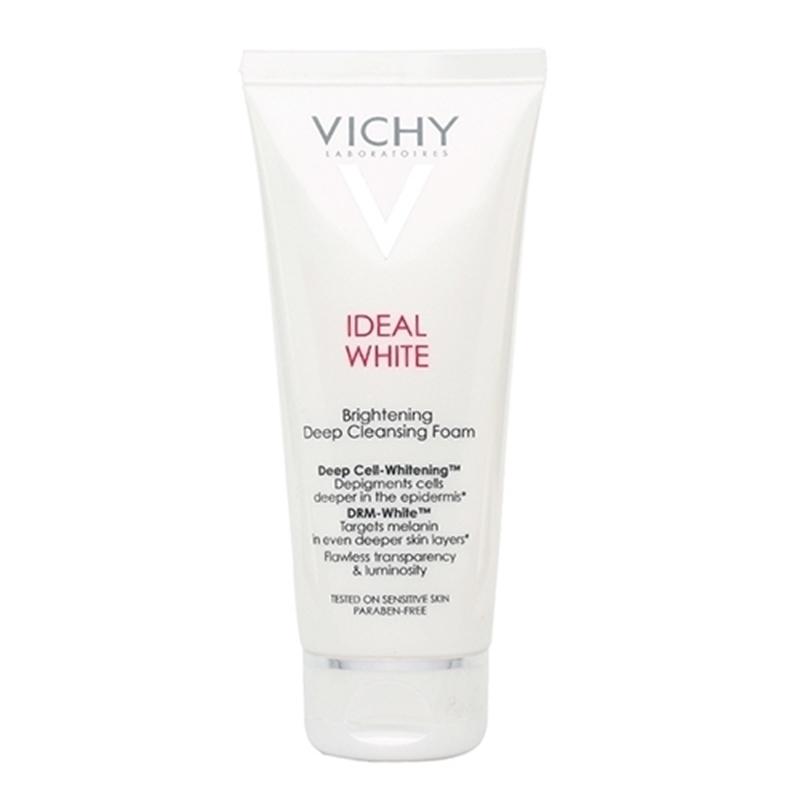 VICHY
LABORATOIRES
IDEAL
WHITE
Brightening
Deep Cleansing Foam
Deep Cell-Whitening™
Depigments cells
deeper in the epidermis*
DRM-White™
Targets melanin
in even deeper skin layers*
Flawless transparency
& luminosity
TESTED ON SENSITIVE SKIN
PARABEN-FREE